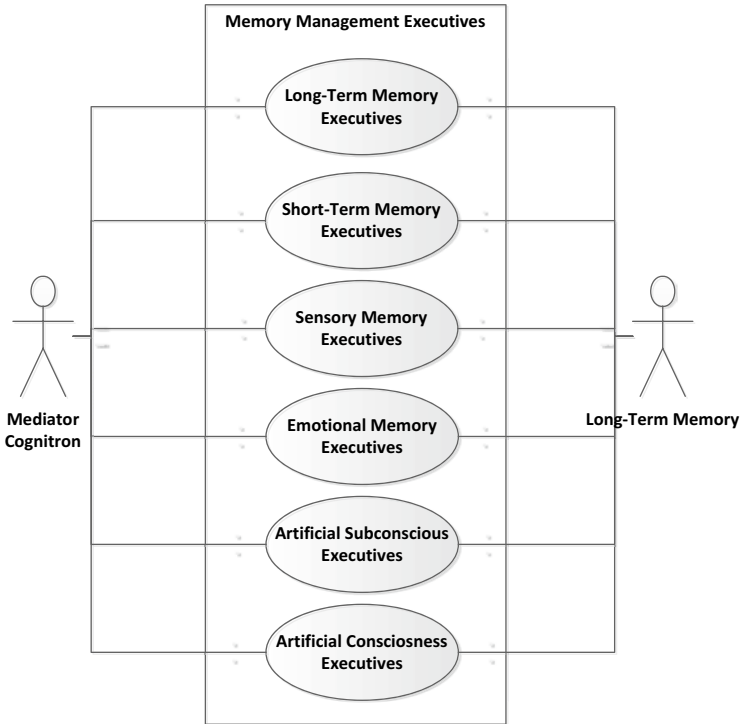 Memory Management Executives
Long-Term Memory
Executives
Short-Term Memory
Executives
Sensory Memory
Executives
Mediator
Cognitron
Emotional Memory
Executives
Long-Term Memory
Artificial Subconscious
Executives
Artificial Consciosness
Executives